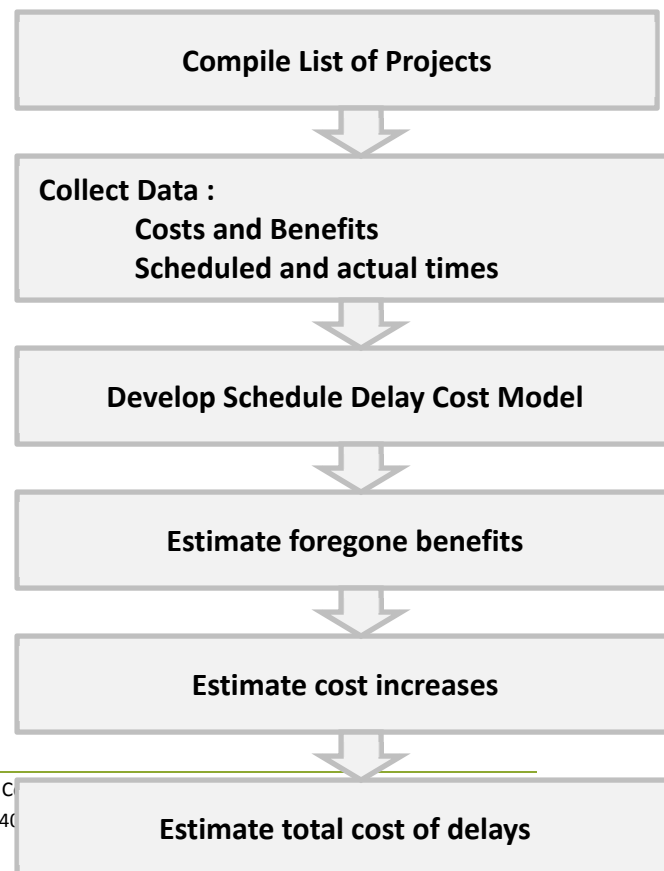 Compile List of Projects
Collect Data :
Costs and Benefits
Scheduled and actual times
Develop Schedule Delay Cost Model
Estimate foregone benefits
Estimate cost increases
Estimate total cost of delays